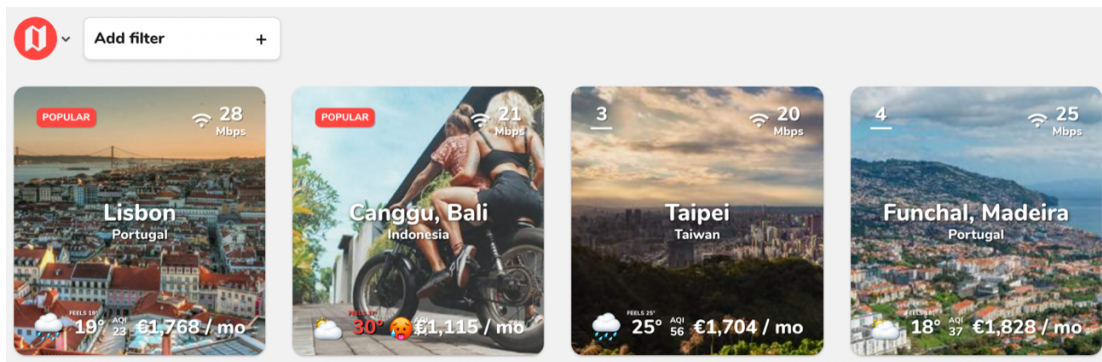 Add filter +
POPULAR
28
Mbps
Lisbon
Portugal
FEELS 19°
19° AQI 23 €1,768 / mo
POPULAR
21
Mbps
Canggu, Bali
Indonesia
30° €1,115 / mo
3
20
Mbps
Taipei
Taiwan
FEELS 25°
25° AQI 56 €1,704 / mo
4
25
Mbps
Funchal, Madeira
Portugal
18° AQI 37 €1,828 / mo